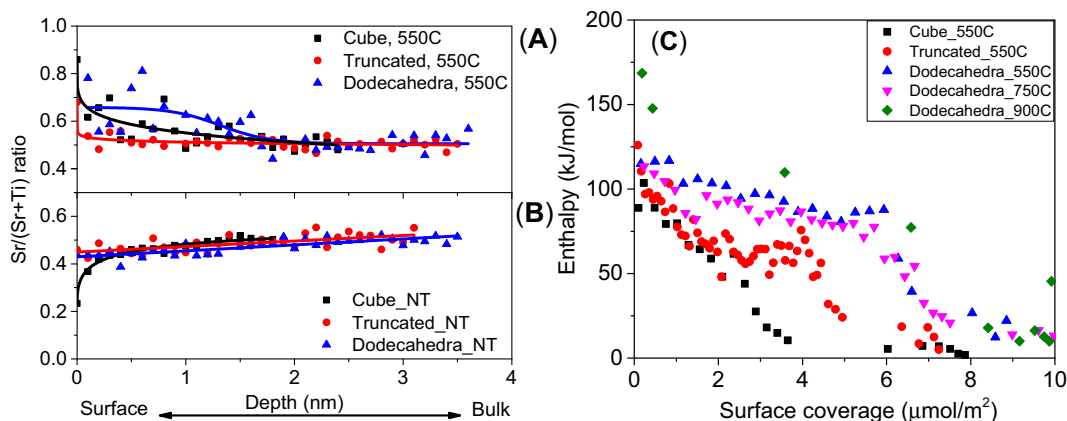 (A)
1.0
0.8
0.6
0.4
Cube, 550C
Truncated, 550C
Dodecahedra, 550C
Sr/(Sr+Ti) ratio
(B)
0.6
0.4
0.2
0.0
Cube_NT
Truncated_NT
Dodecahedra_NT
0 1 2 3 4
Surface Depth (nm) Bulk
(C)
200
150
100
50
0
Enthalpy (kJ/mol)
Cube_550C
Truncated_550C
Dodecahedra_550C
Dodecahedra_750C
Dodecahedra_900C
0 2 4 6 8 10
Surface coverage (μmol/m²)